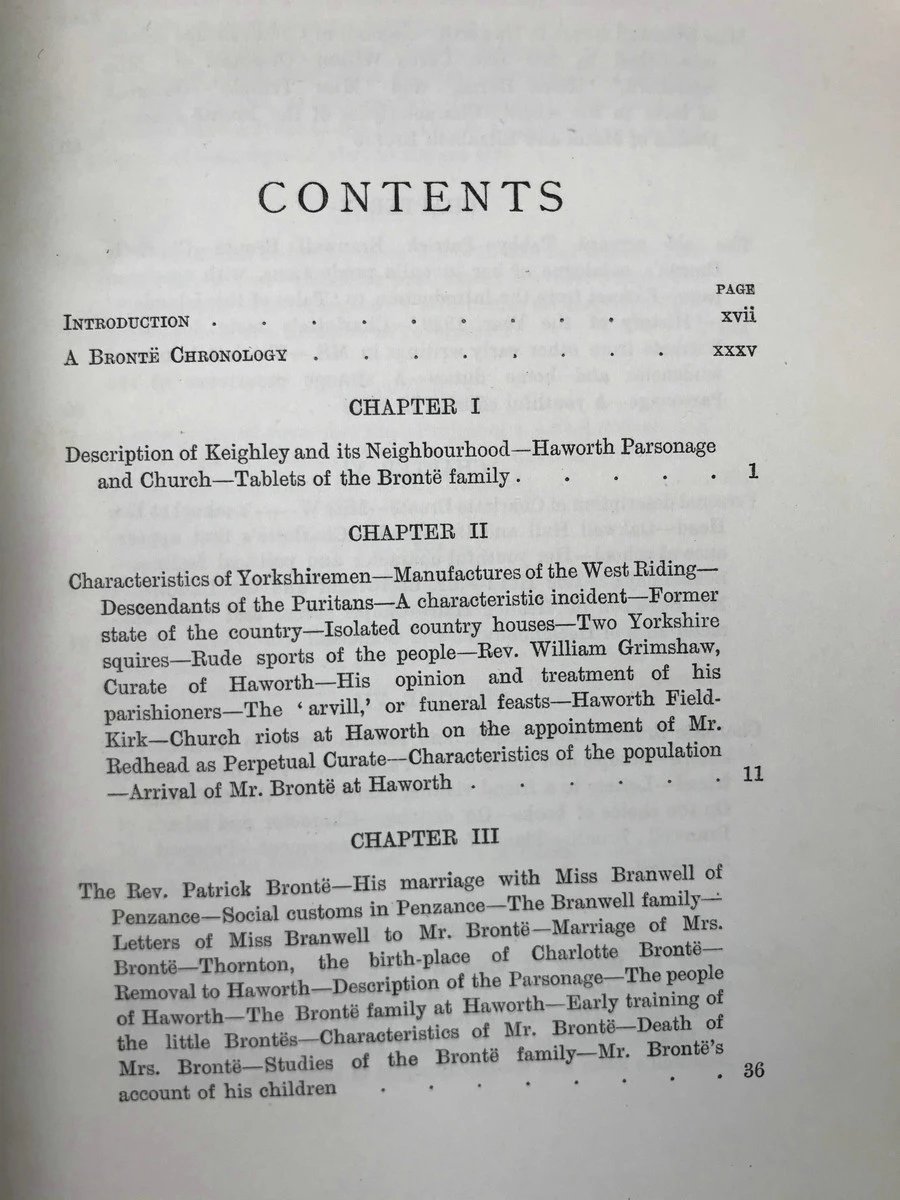 CONTENTS
PAGE
INTRODUCTION . . . . . . . . . xvii
A BRONTË CHRONOLOGY . . . . . . . . xxxv
CHAPTER I
Description of Keighley and its Neighbourhood—Haworth Parsonage
and Church—Tablets of the Brontë family . . . . . 1
CHAPTER II
Characteristics of Yorkshiremen—Manufactures of the West Riding—
Descendants of the Puritans—A characteristic incident—Former
state of the country—Isolated country houses—Two Yorkshire
squires—Rude sports of the people—Rev. William Grimshaw,
Curate of Haworth—His opinion and treatment of his
parishioners—The ‘arvill,’ or funeral feasts—Haworth Field-
Kirk—Church riots at Haworth on the appointment of Mr.
Redhead as Perpetual Curate—Characteristics of the population
—Arrival of Mr. Brontë at Haworth . . . . . . 11
CHAPTER III
The Rev. Patrick Brontë—His marriage with Miss Branwell of
Penzance—Social customs in Penzance—The Branwell family—
Letters of Miss Branwell to Mr. Brontë—Marriage of Mrs.
Brontë—Thornton, the birth-place of Charlotte Brontë—
Removal to Haworth—Description of the Parsonage—The people
of Haworth—The Brontë family at Haworth—Early training of
the little Brontës—Characteristics of Mr. Brontë—Death of
Mrs. Brontë—Studies of the Brontë family—Mr. Brontë's
account of his children . . . . . . . . 36